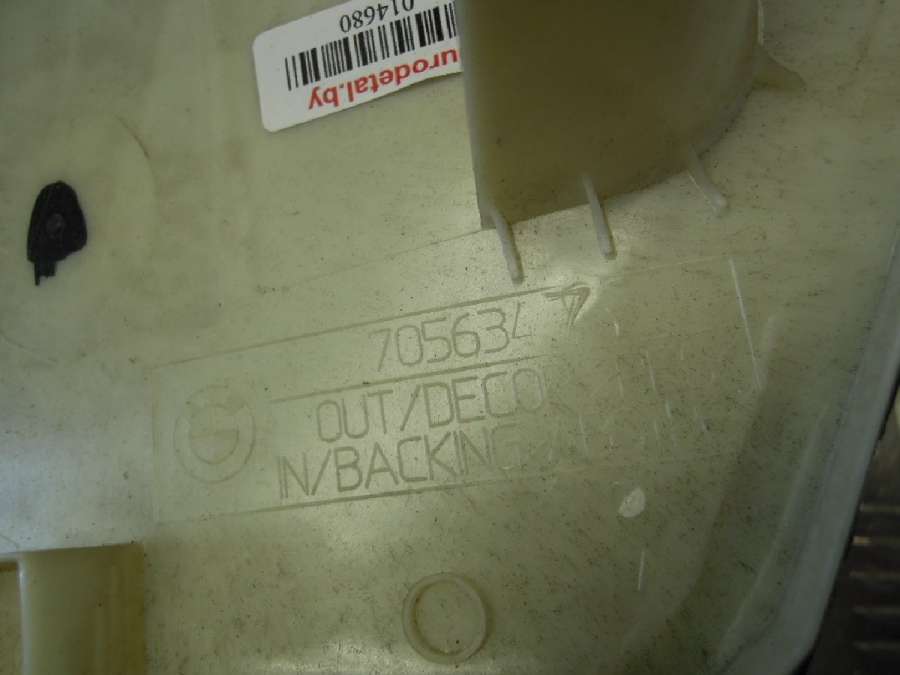 014680
urodetal.by
705634
OUT/DECO
IN/BACKING